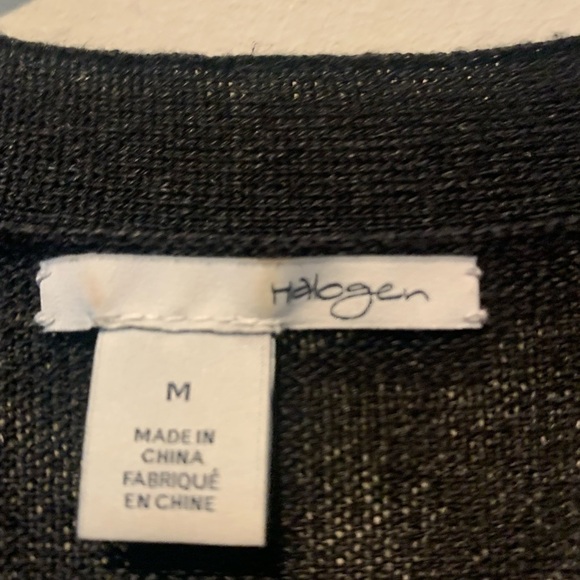 Halogen
M
MADE IN
CHINA
FABRIQUÉ
EN CHINE